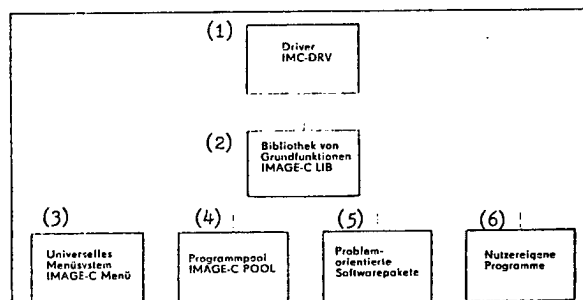 (1)
Driver
IMC-DRV
(2)
Bibliothek von
Grundfunktionen
IMAGE-C LIB
(3)
Universelles
Menüsystem
IMAGE-C Menü
(4)
Programmpool
IMAGE-C POOL
(5)
Problem-
orientierte
Softwarepakete
(6)
Nutzereigene
Programme